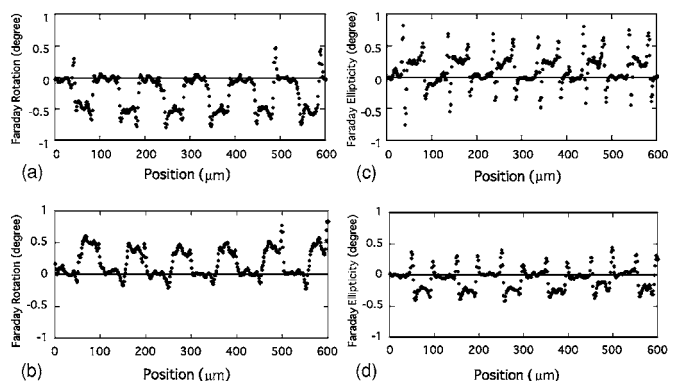 Faraday Rotation (degree)
1
0.5
0
-0.5
-1
0 100 200 300 400 500 600
(a)
Position (μm)
Faraday Ellipticity (degree)
1
0.5
0
-0.5
-1
0 100 200 300 400 500 600
(c)
Position (μm)
Faraday Rotation (degree)
1
0.5
0
-0.5
-1
0 100 200 300 400 500 600
(b)
Position (μm)
Faraday Ellipticity (degree)
1
0.5
0
-0.5
-1
0 100 200 300 400 500 600
(d)
Position (μm)